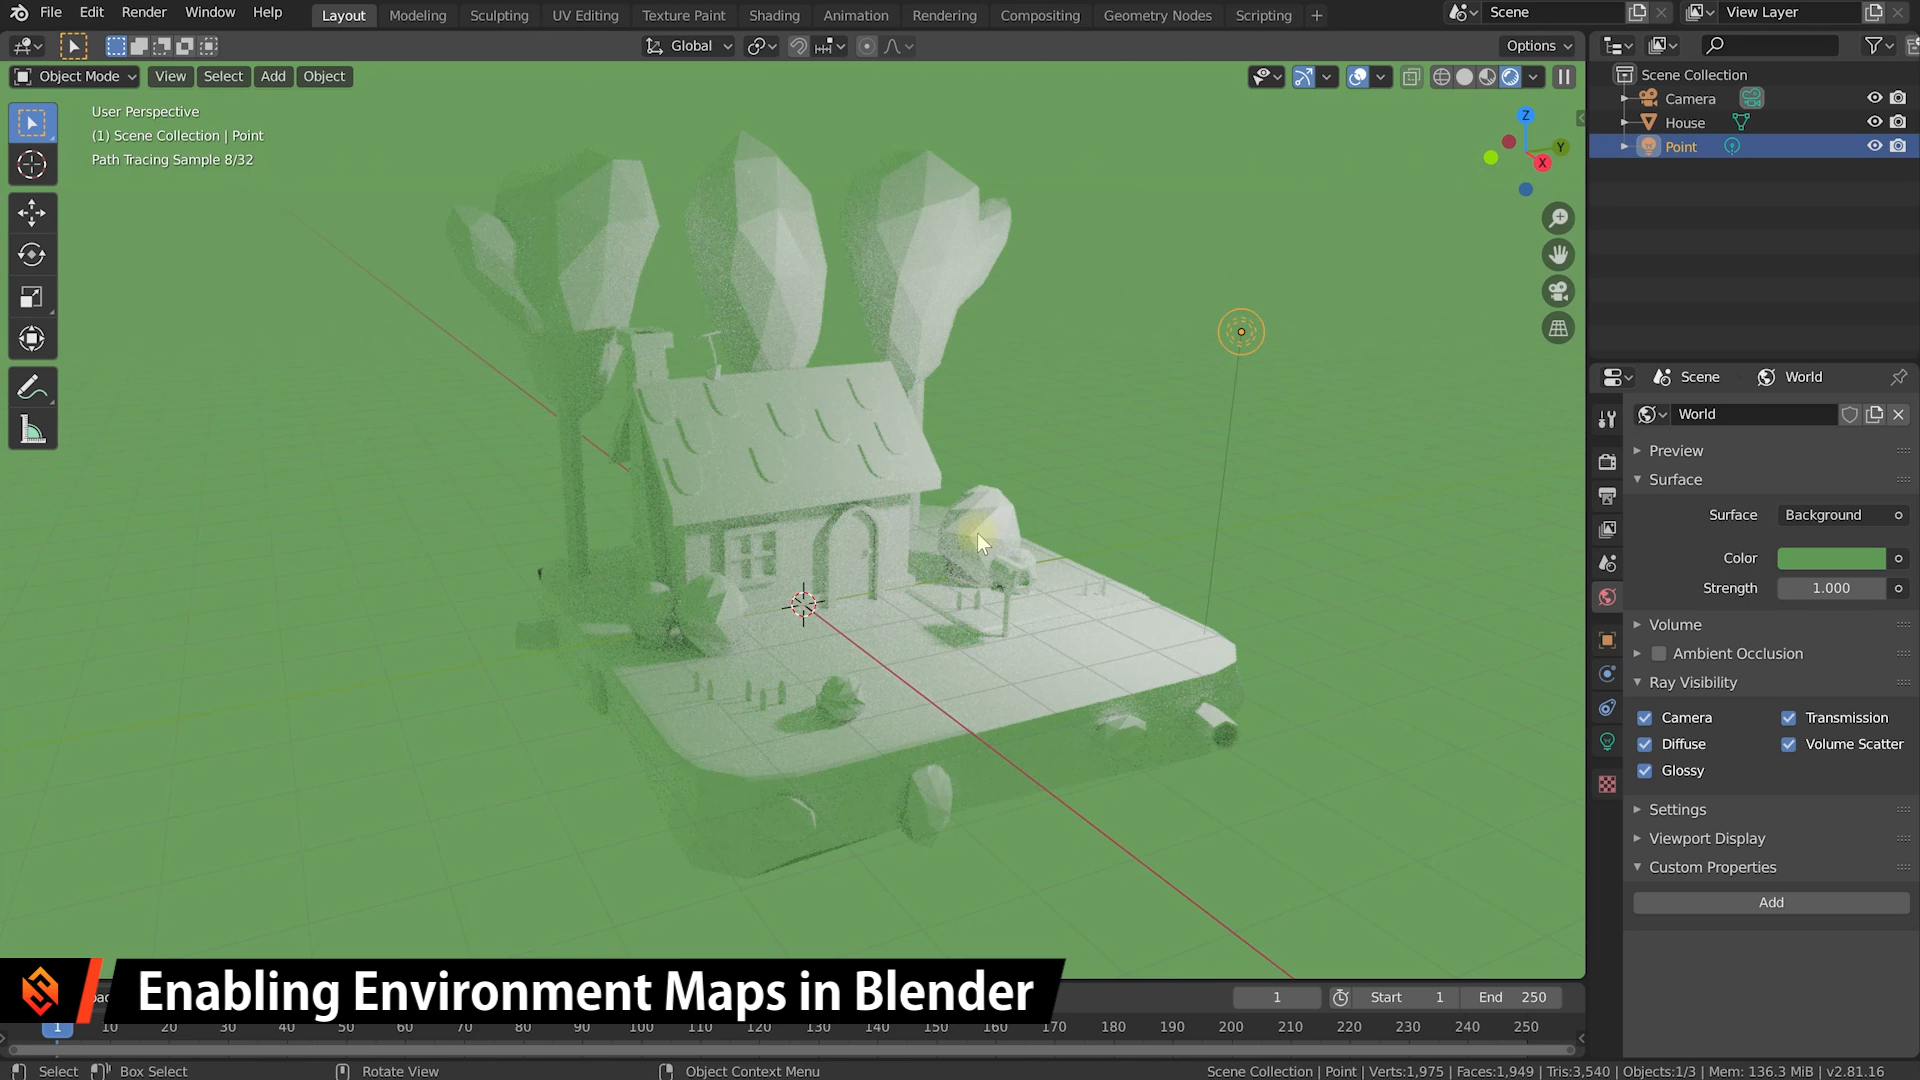 File Edit Render Window Help
Layout Modeling Sculpting UV Editing Texture Paint Shading Animation Rendering Compositing Geometry Nodes Scripting +
Scene
View Layer
Global
Options
Object Mode View Select Add Object
User Perspective
(1) Scene Collection | Point
Path Tracing Sample 8/32
Z
Y
X
Scene Collection
Camera
House
Point
Scene World
World
Preview
Surface
Surface Background
Color
Strength 1.000
Volume
Ambient Occlusion
Ray Visibility
Camera Transmission
Diffuse Volume Scatter
Glossy
Settings
Viewport Display
Custom Properties
Add
Enabling Environment Maps in Blender
1 Start 1 End 250
1 10 20 30 40 50 60 70 80 90 100 110 120 130 140 150 160 170 180 190 200 210 220 230 240 250
Select Box Select Rotate View Object Context Menu
Scene Collection | Point | Verts:1,975 | Faces:1,949 | Tris:3,540 | Objects:1/3 | Mem: 136.3 MiB | v2.81.16